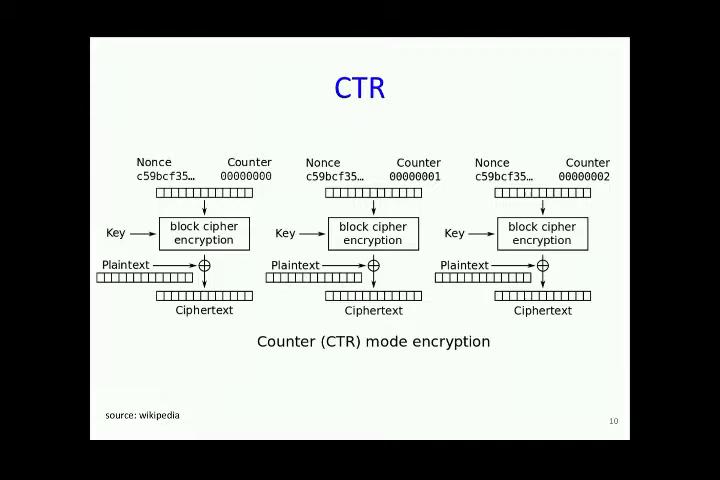 CTR
Nonce Counter Nonce Counter Nonce Counter
c59bcf35… 00000000 c59bcf35… 00000001 c59bcf35… 00000002
block cipher block cipher block cipher
Key encryption Key encryption Key encryption
Plaintext Plaintext Plaintext
Ciphertext Ciphertext Ciphertext
Counter (CTR) mode encryption
source: wikipedia
10